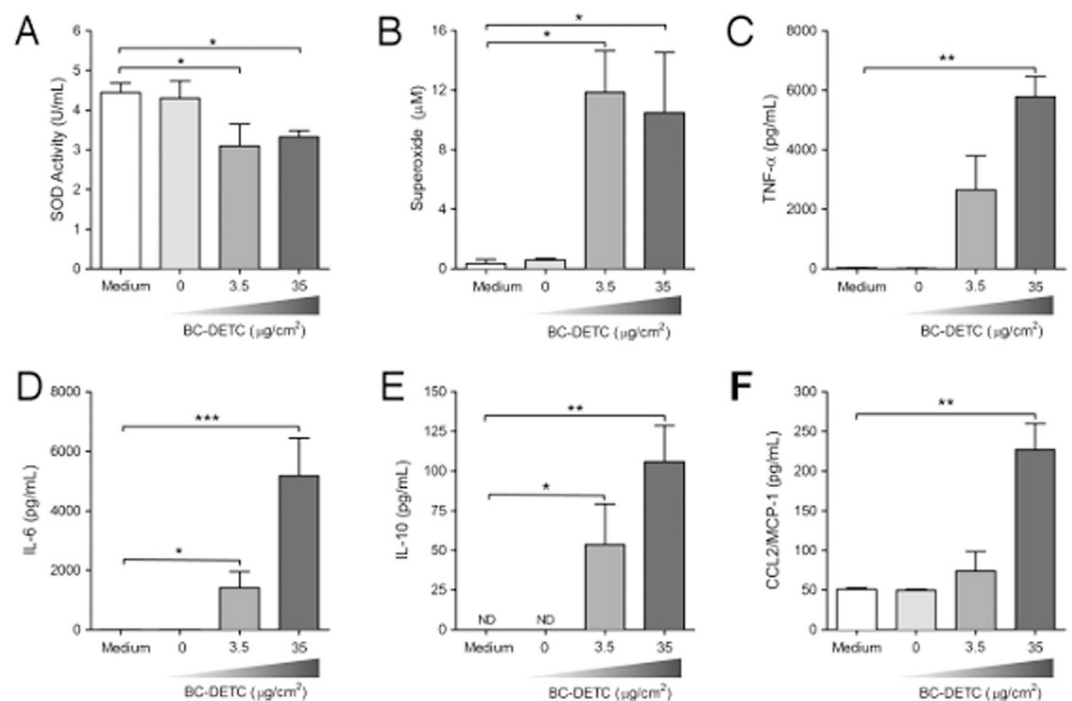 A
SOD Activity (U/mL)
6
5
4
3
2
1
0
*
*
Medium 0 3.5 35
BC-DETC (µg/cm²)
B
Superoxide (µM)
16
12
8
4
0
*
*
Medium 0 3.5 35
BC-DETC (µg/cm²)
C
TNF-α (pg/mL)
8000
6000
4000
2000
0
**
Medium 0 3.5 35
BC-DETC (µg/cm²)
D
IL-6 (pg/mL)
8000
6000
4000
2000
0
***
*
Medium 0 3.5 35
BC-DETC (µg/cm²)
E
IL-10 (pg/mL)
150
125
100
75
50
25
0
**
*
ND ND
Medium 0 3.5 35
BC-DETC (µg/cm²)
F
CCL2/MCP-1 (pg/mL)
300
250
200
150
100
50
0
**
Medium 0 3.5 35
BC-DETC (µg/cm²)